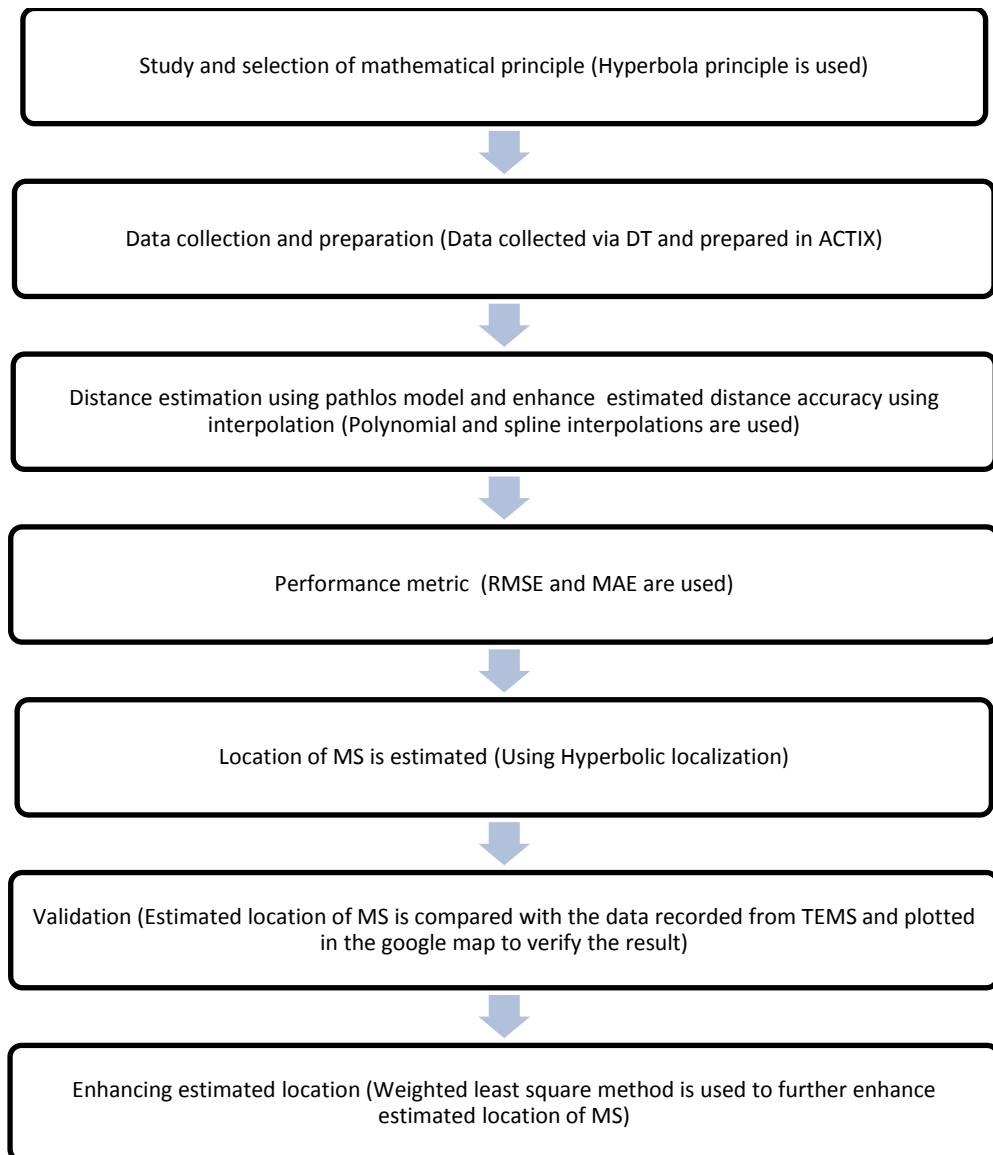 Study and selection of mathematical principle (Hyperbola principle is used)
Data collection and preparation (Data collected via DT and prepared in ACTIX)
Distance estimation using pathlos model and enhance  estimated distance accuracy using
interpolation (Polynomial and spline interpolations are used)
Performance metric  (RMSE and MAE are used)
Location of MS is estimated (Using Hyperbolic localization)
Validation (Estimated location of MS is compared with the data recorded from TEMS and plotted
in the google map to verify the result)
Enhancing estimated location (Weighted least square method is used to further enhance
estimated location of MS)